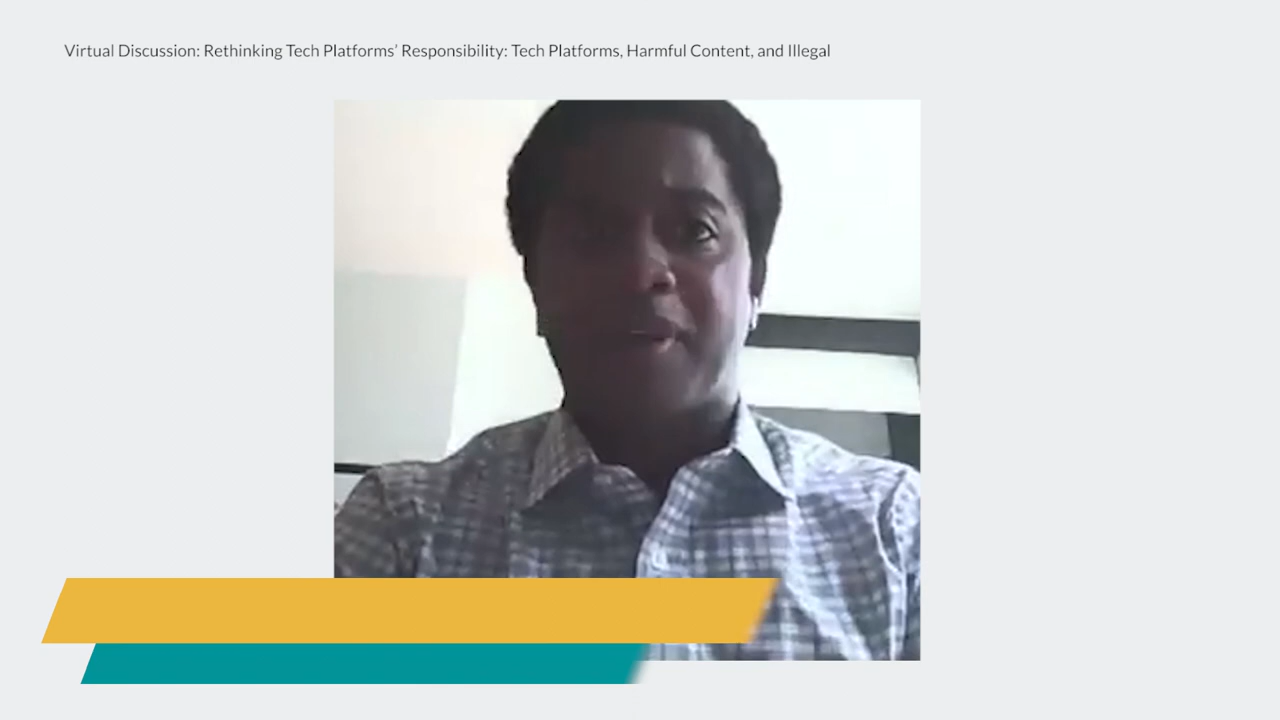 Virtual Discussion: Rethinking Tech Platforms’ Responsibility: Tech Platforms, Harmful Content, and Illegal